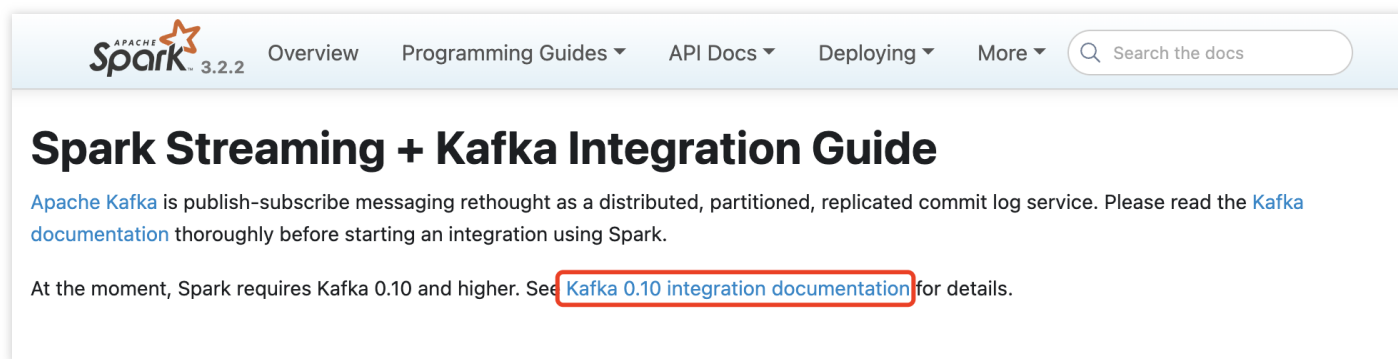 APACHE
Spark™ 3.2.2 Overview Programming Guides API Docs Deploying More Search the docs
Spark Streaming + Kafka Integration Guide
Apache Kafka is publish-subscribe messaging rethought as a distributed, partitioned, replicated commit log service. Please read the Kafka
documentation thoroughly before starting an integration using Spark.
At the moment, Spark requires Kafka 0.10 and higher. See Kafka 0.10 integration documentation for details.